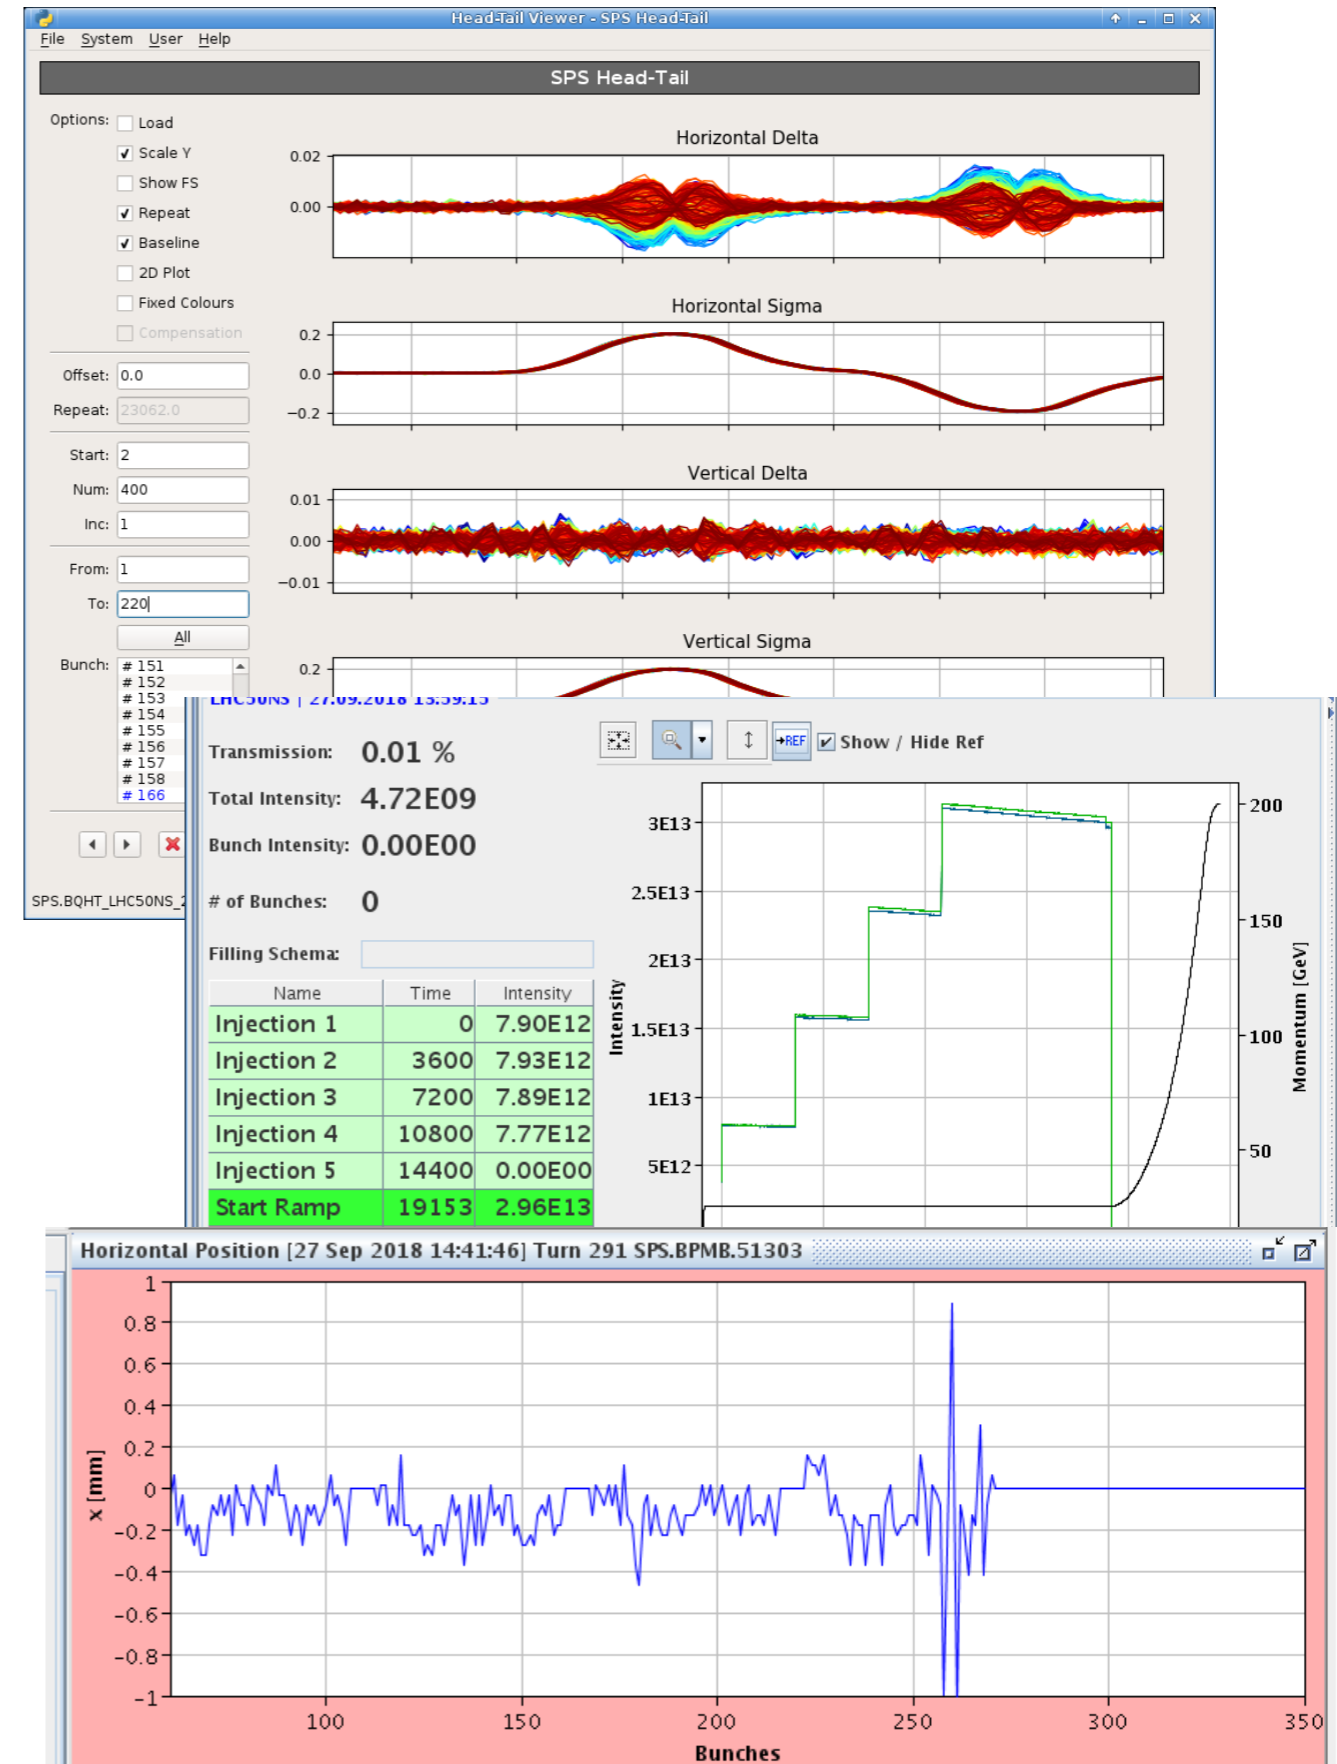 Head-Tail Viewer - SPS Head-Tail
File System User Help
SPS Head-Tail
Options:
Load
Scale Y
Show FS
Repeat
Baseline
2D Plot
Fixed Colours
Compensation
Offset: 0.0
Repeat: 23062.0
Start: 2
Num: 400
Inc: 1
From: 1
To: 220
All
Bunch: # 151
# 152
# 153
# 154
# 155
# 156
# 157
# 158
# 166
SPS.BQHT_LHC50NS_2
Horizontal Delta
0.02
0.00
Horizontal Sigma
0.2
0.0
−0.2
Vertical Delta
0.01
0.00
−0.01
Vertical Sigma
0.2
LHC50NS | 27.09.2018 13:59:15
Transmission: 0.01 %
Total Intensity: 4.72E09
Bunch Intensity: 0.00E00
# of Bunches: 0
Filling Schema:
Name Time Intensity
Injection 1 0 7.90E12
Injection 2 3600 7.93E12
Injection 3 7200 7.89E12
Injection 4 10800 7.77E12
Injection 5 14400 0.00E00
Start Ramp 19153 2.96E13
→REF
Show / Hide Ref
3E13
2.5E13
2E13
1.5E13
1E13
5E12
Intensity
200
150
100
50
Momentum [GeV]
Horizontal Position [27 Sep 2018 14:41:46] Turn 291 SPS.BPMB.51303
1
0.8
0.6
0.4
0.2
0
-0.2
-0.4
-0.6
-0.8
-1
x [mm]
100 150 200 250 300 350
Bunches